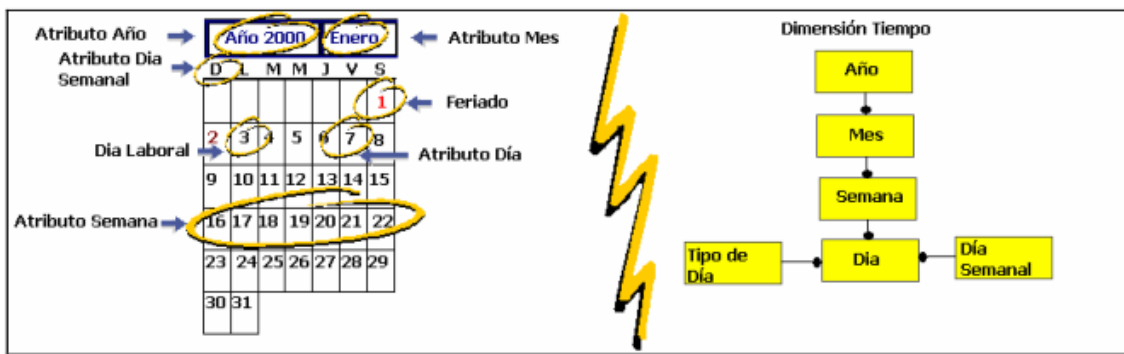 Atributo Año
Año 2000 Enero
Atributo Mes
Atributo Dia
Semanal
D L M M J V S
1
Feriado
2 3 4 5 6 7 8
Dia Laboral
Atributo Día
9 10 11 12 13 14 15
Atributo Semana
16 17 18 19 20 21 22
23 24 25 26 27 28 29
30 31
Dimensión Tiempo
Año
Mes
Semana
Tipo de
Día
Dia
Día
Semanal